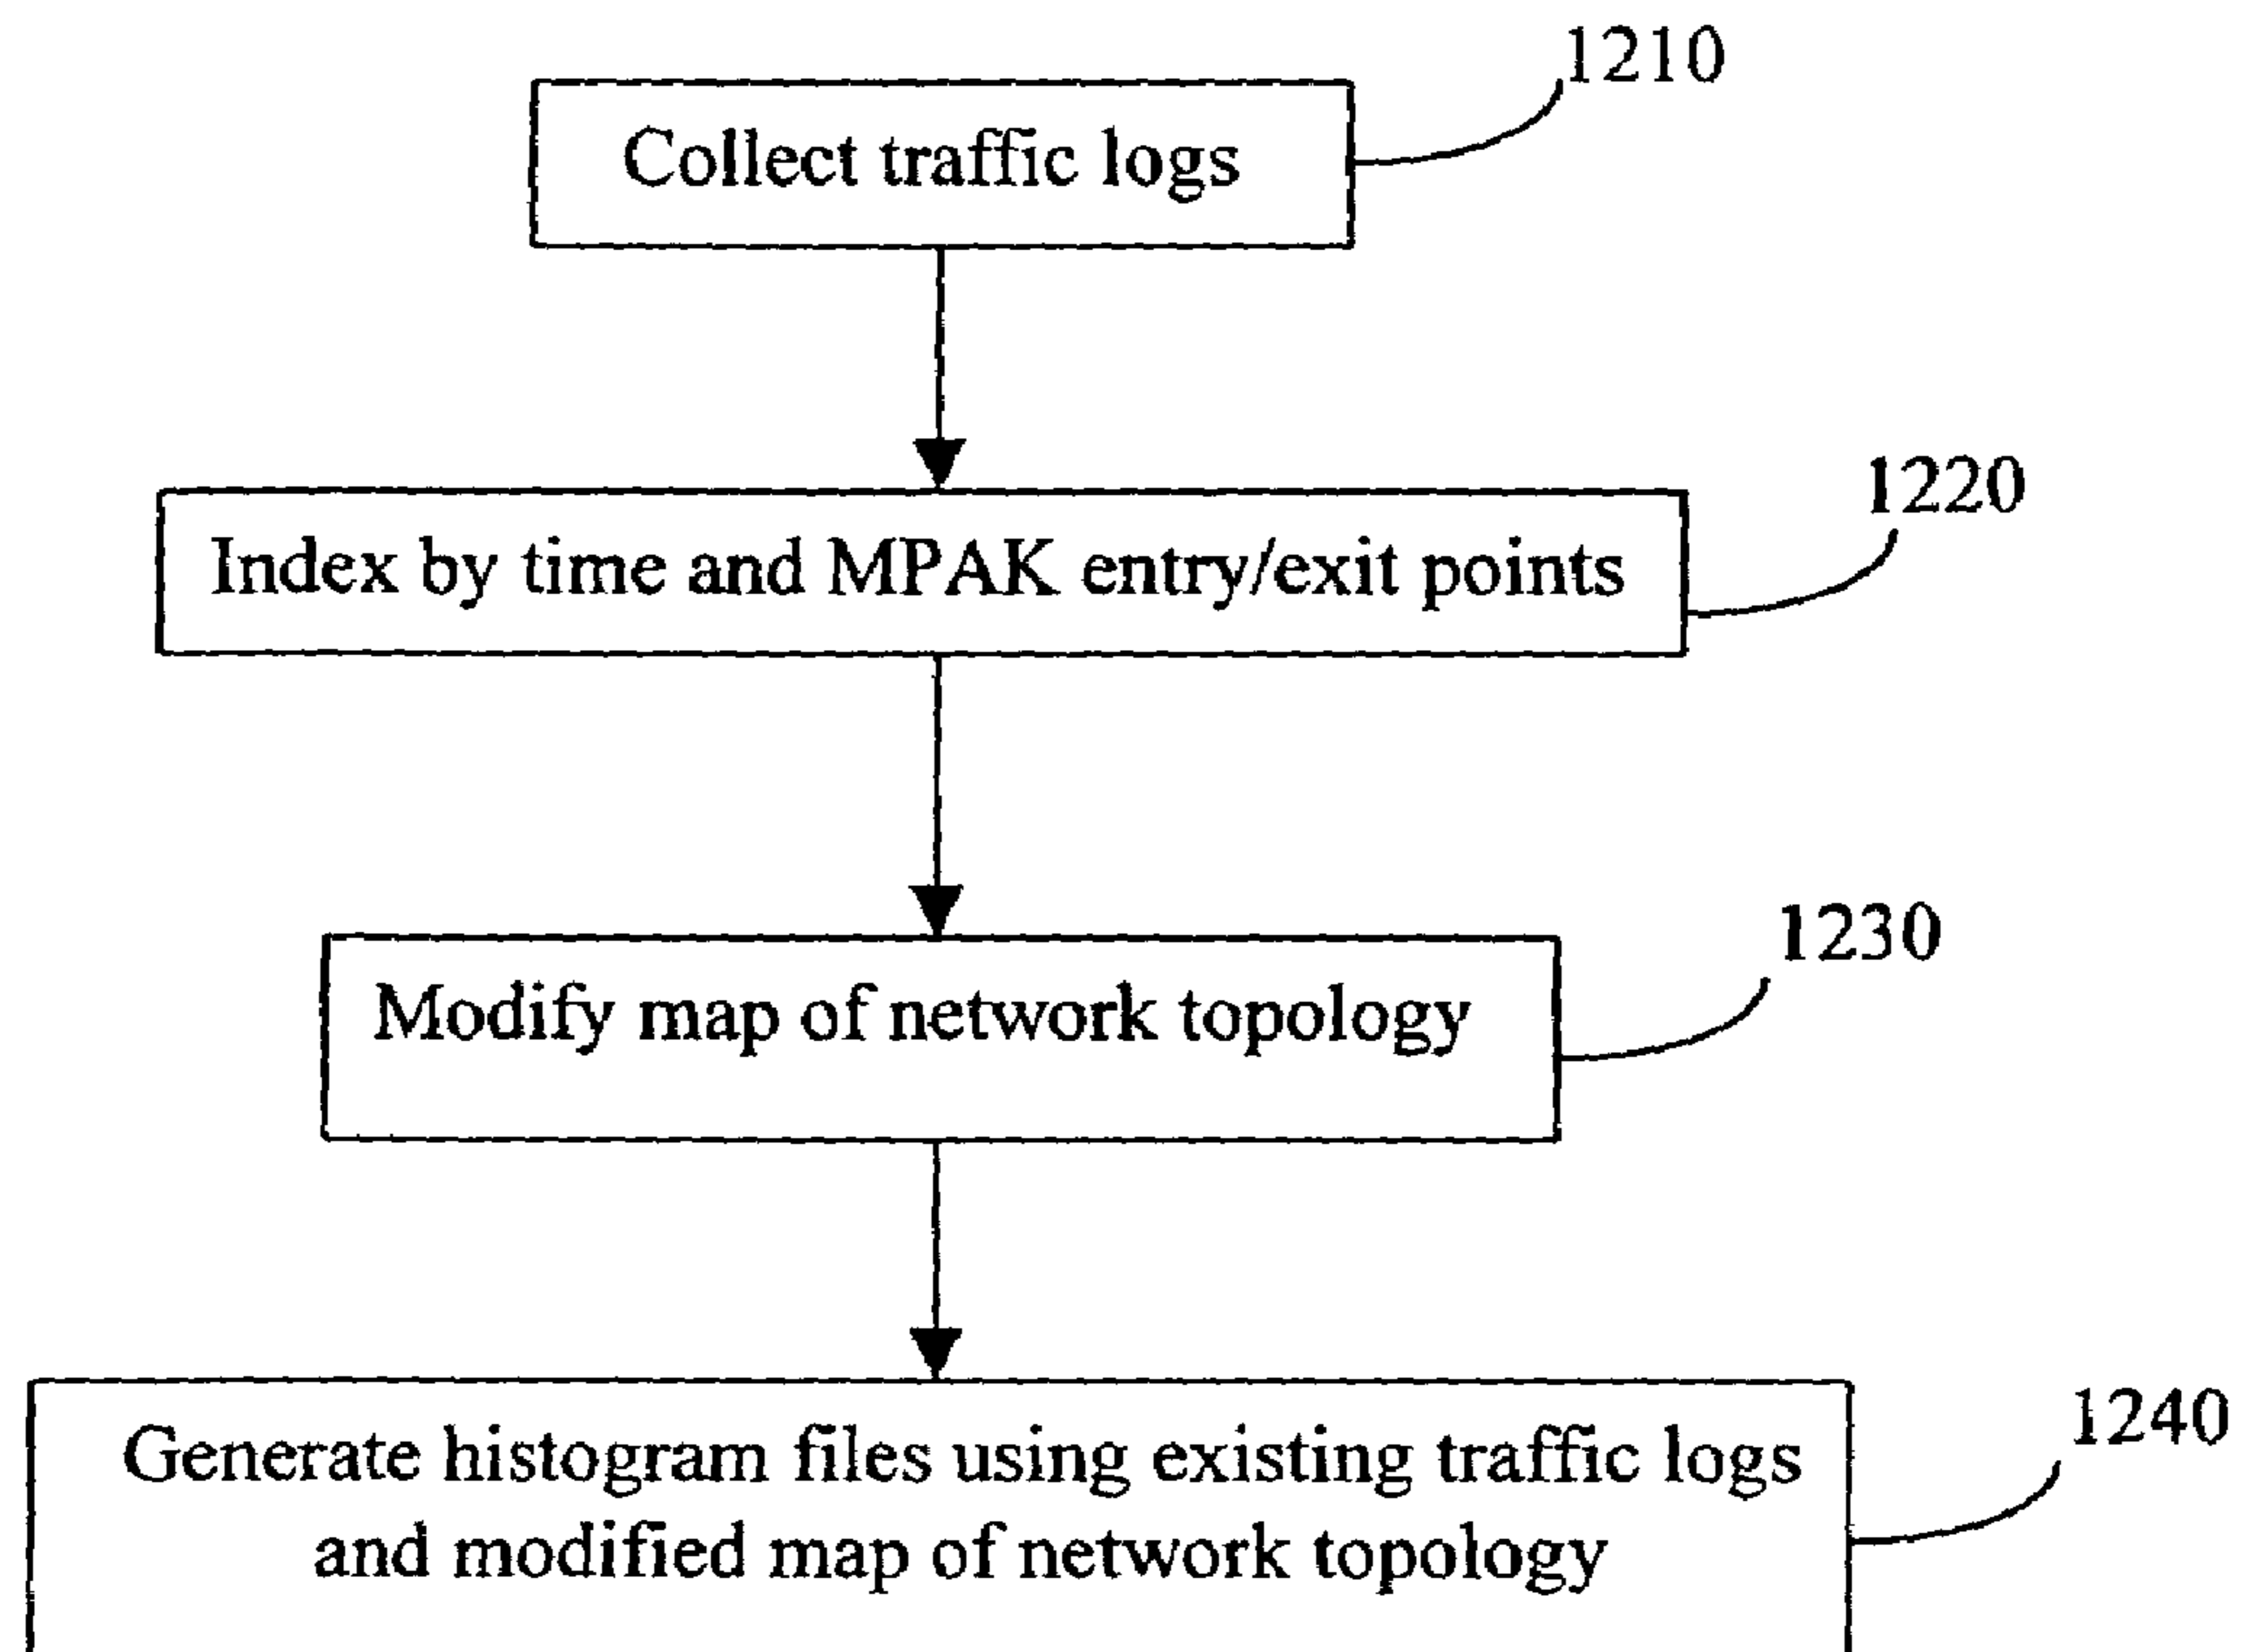 1210
Collect traffic logs
1220
Index by time and MPAK entry/exit points
1230
Modify map of network topology
1240
Generate histogram files using existing traffic logs
and modified map of network topology